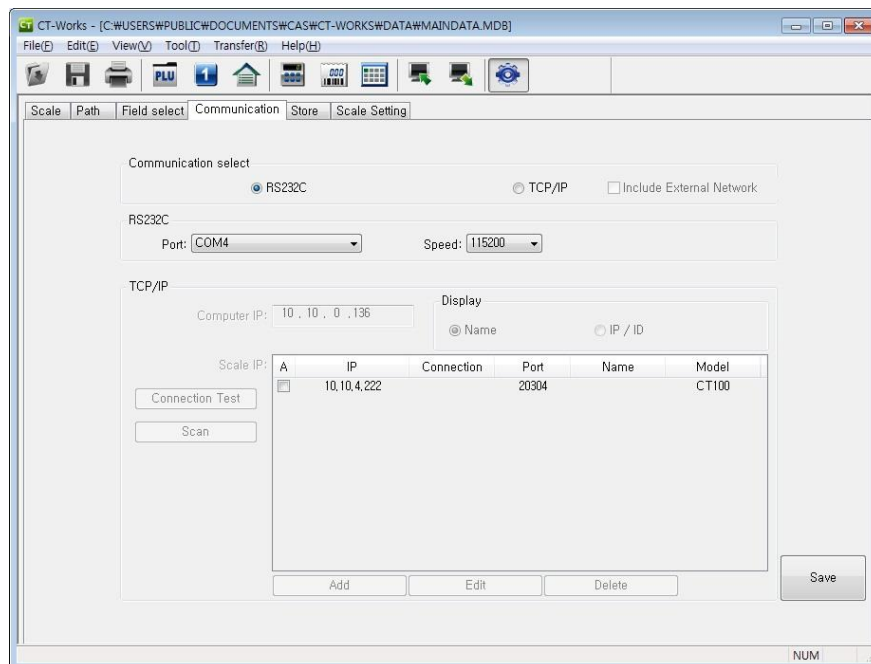 CT CT-Works - [C:₩USERS₩PUBLIC₩DOCUMENTS₩CAS₩CT-WORKS₩DATA₩MAINDATA.MDB]
File(F) Edit(E) View(V) Tool(T) Transfer(R) Help(H)
PLU 1 000
Scale Path Field select Communication Store Scale Setting
Communication select
RS232C TCP/IP Include External Network
RS232C
Port: COM4 Speed: 115200
TCP/IP
Display
Computer IP: 10 . 10 . 0 .136
Name IP / ID
Scale IP: A IP Connection Port Name Model
10,10,4,222 20304 CT100
Connection Test
Scan
Add Edit Delete
Save
NUM